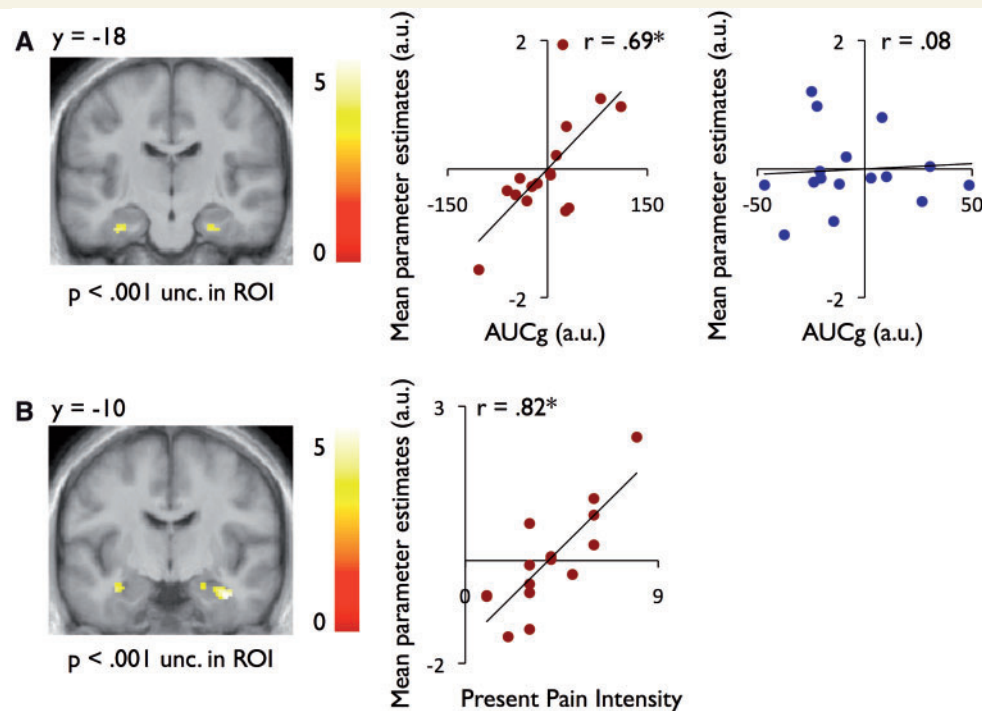 A
y = -18
5
0
p < .001 unc. in ROI
Mean parameter estimates (a.u.)
2
r = .69*
-150
150
-2
AUCg (a.u.)
Mean parameter estimates (a.u.)
2
r = .08
-50
50
-2
AUCg (a.u.)
B
y = -10
5
0
p < .001 unc. in ROI
Mean parameter estimates (a.u.)
3
r = .82*
0
9
-2
Present Pain Intensity